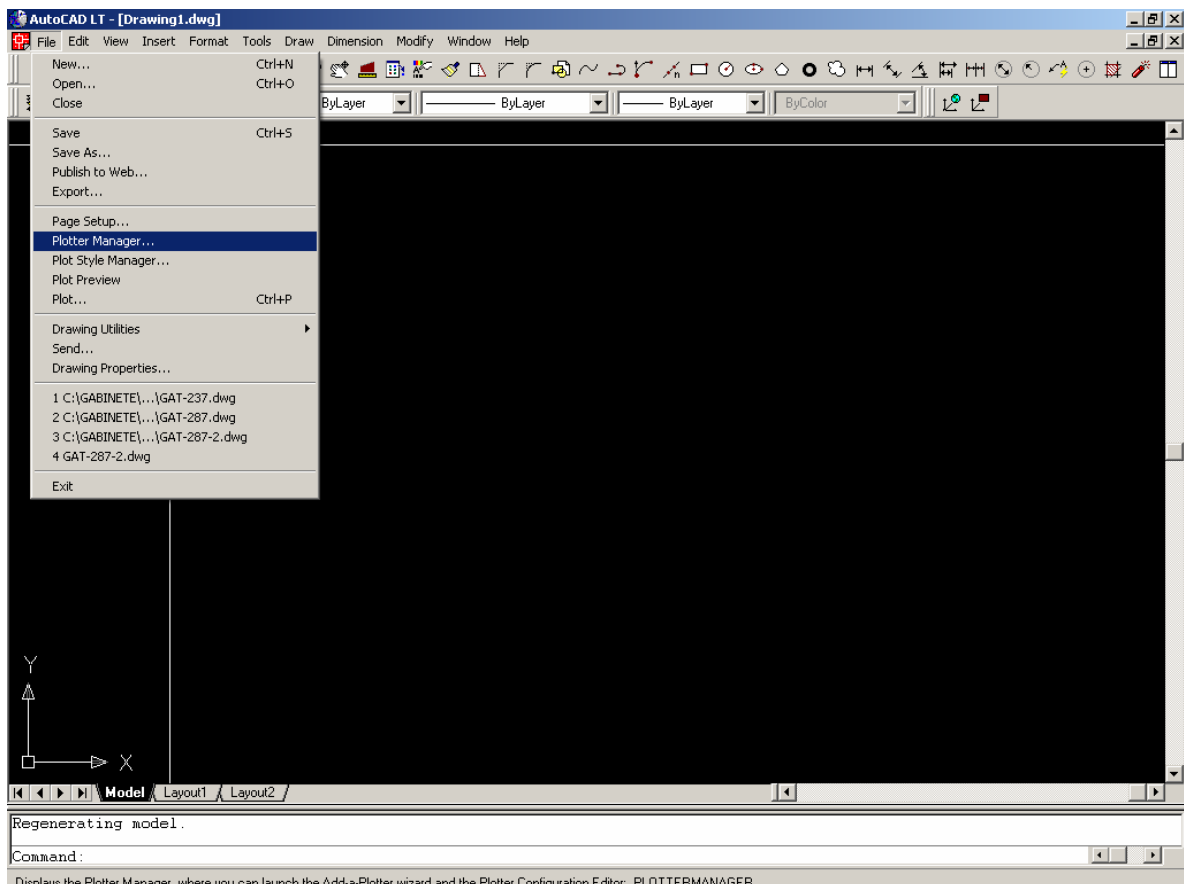 AutoCAD LT - [Drawing1.dwg]
File Edit View Insert Format Tools Draw Dimension Modify Window Help
New... Ctrl+N
Open... Ctrl+O
Close
ByLayer ByLayer ByLayer ByColor
Save Ctrl+S
Save As...
Publish to Web...
Export...
Page Setup...
Plotter Manager...
Plot Style Manager...
Plot Preview
Plot... Ctrl+P
Drawing Utilities
Send...
Drawing Properties...
1 C:\GABINETE\...\GAT-237.dwg
2 C:\GABINETE\...\GAT-287.dwg
3 C:\GABINETE\...\GAT-287-2.dwg
4 GAT-287-2.dwg
Exit
Y
X
Model Layout1 Layout2
Regenerating model.
Command:
Displays the Plotter Manager, where you can launch the Add-a-Plotter wizard and the Plotter Configuration Editor: PLOTTERMANAGER